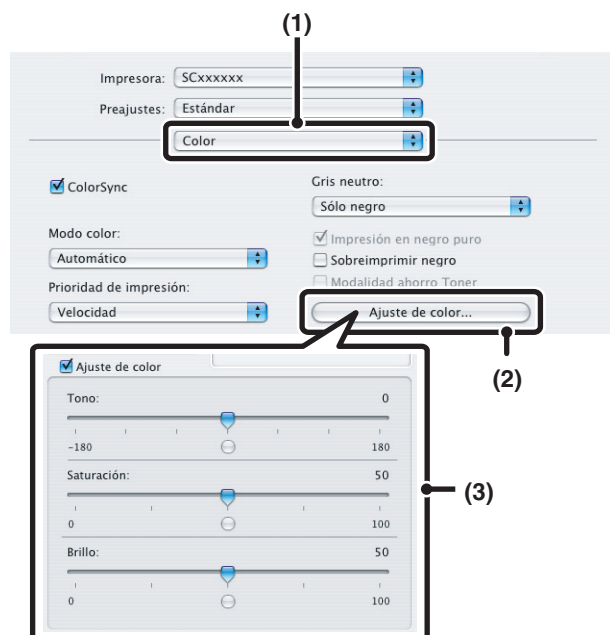 (1)
Impresora: SCxxxxxx
Preajustes: Estándar
Color
ColorSync
Gris neutro:
Sólo negro
Modo color:
Automático
Impresión en negro puro
Sobreimprimir negro
Modalidad ahorro Toner
Prioridad de impresión:
Velocidad
Ajuste de color...
(2)
Ajuste de color
Tono: 0
-180 180
Saturación: 50
0 100
(3)
Brillo: 50
0 100